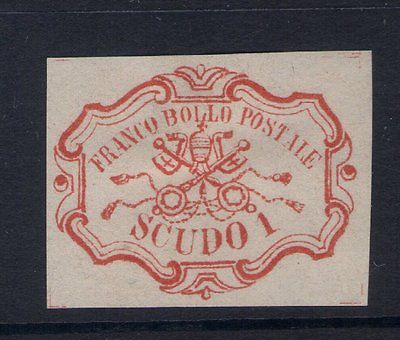 FRANCO BOLLO POSTALE
SCUDO 1